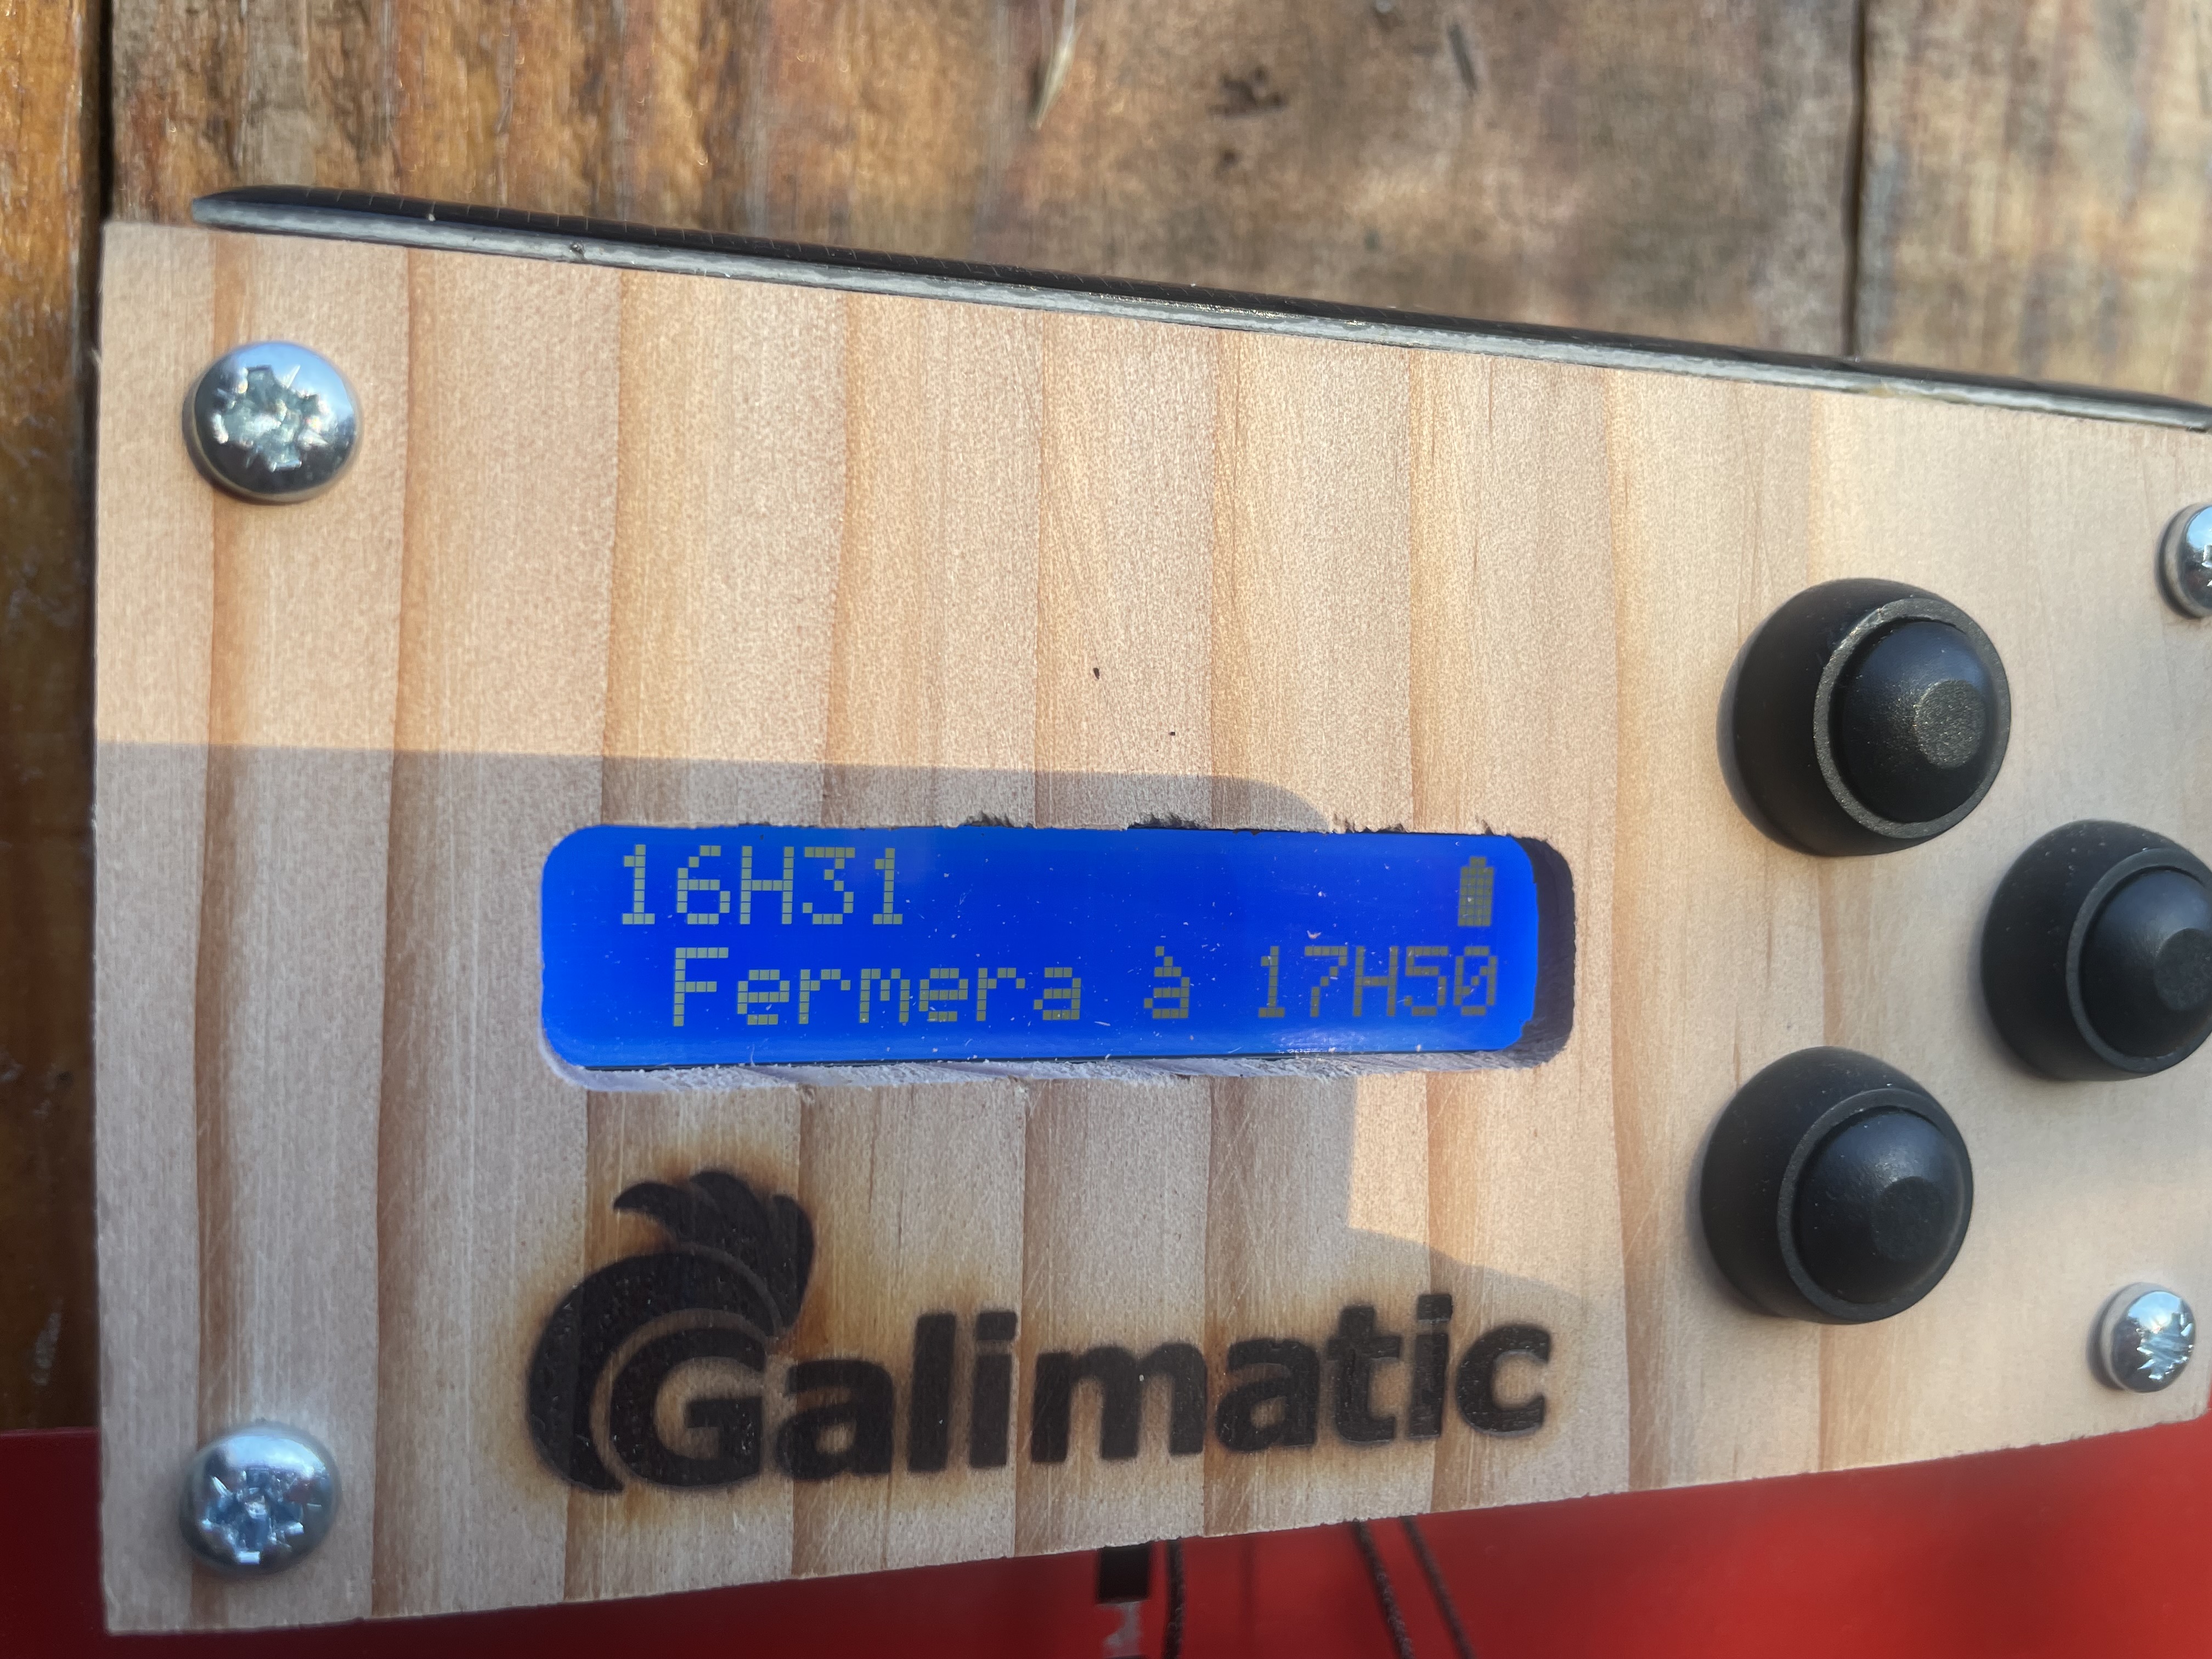 16H31
Fermera à 17H50
Galimatic